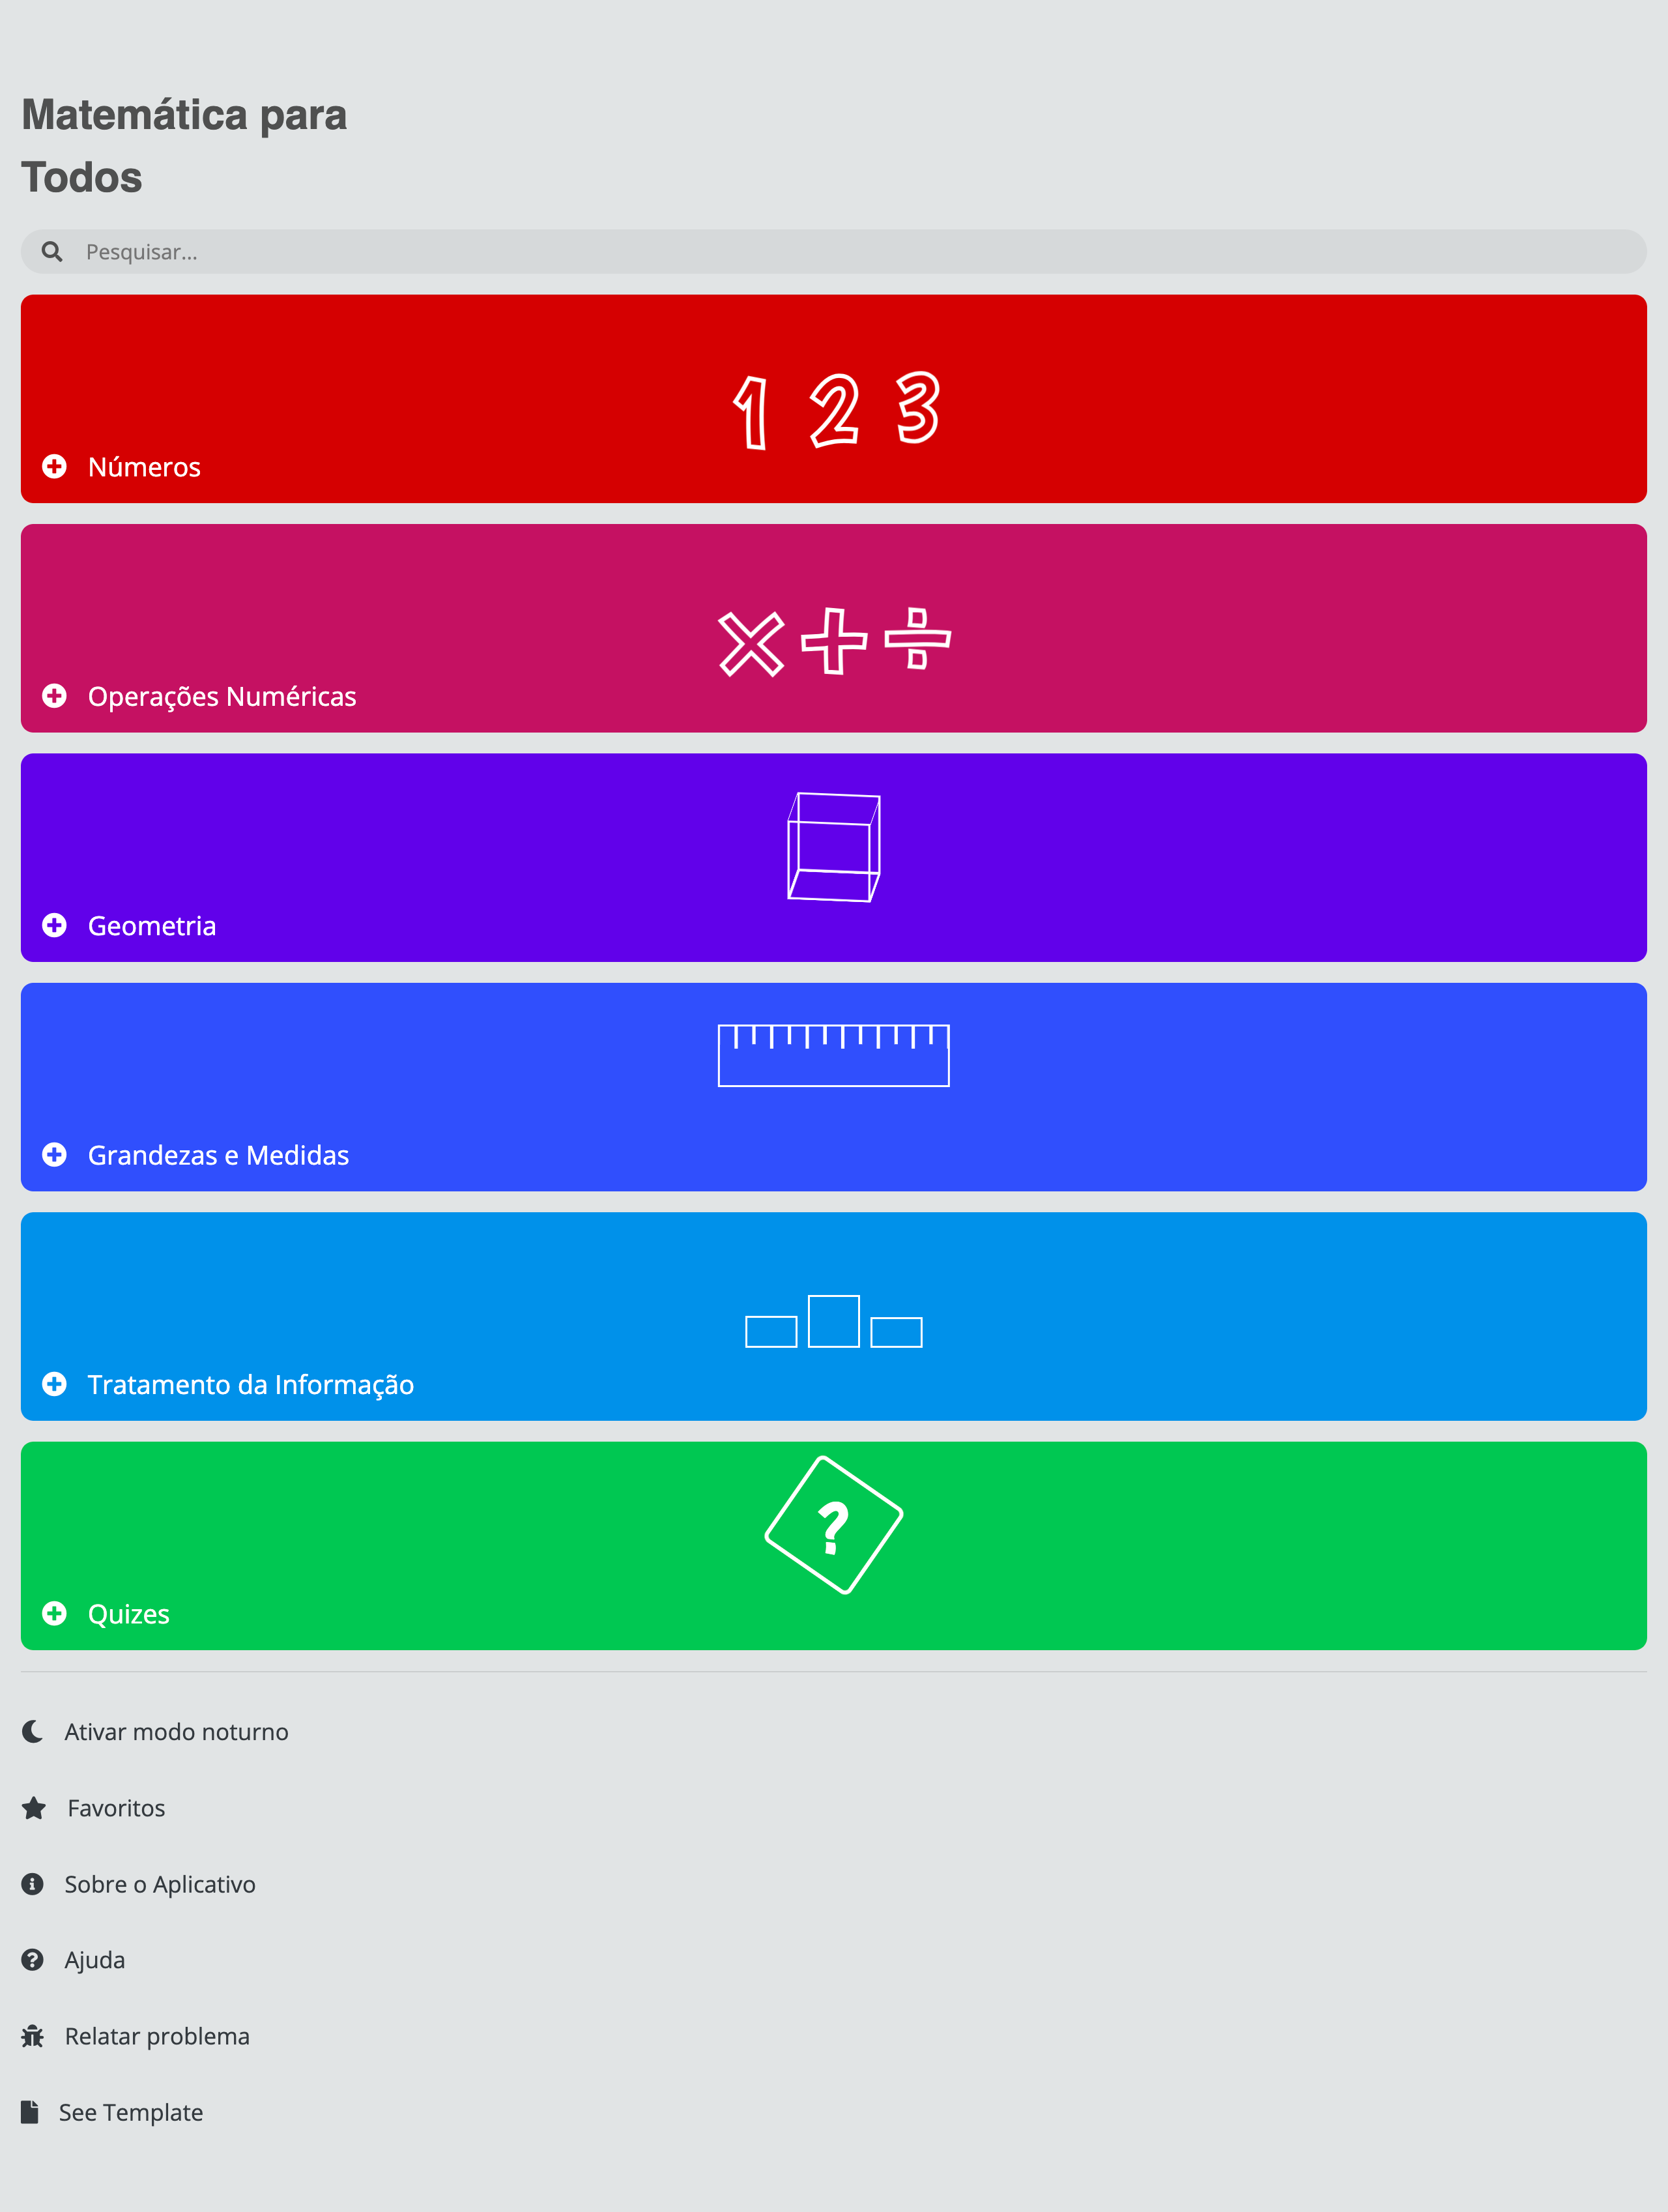 Matemática para
Todos
Pesquisar...
1 2 3
Números
× + ÷
Operações Numéricas
Geometria
Grandezas e Medidas
Tratamento da Informação
?
Quizes
Ativar modo noturno
Favoritos
Sobre o Aplicativo
Ajuda
Relatar problema
See Template